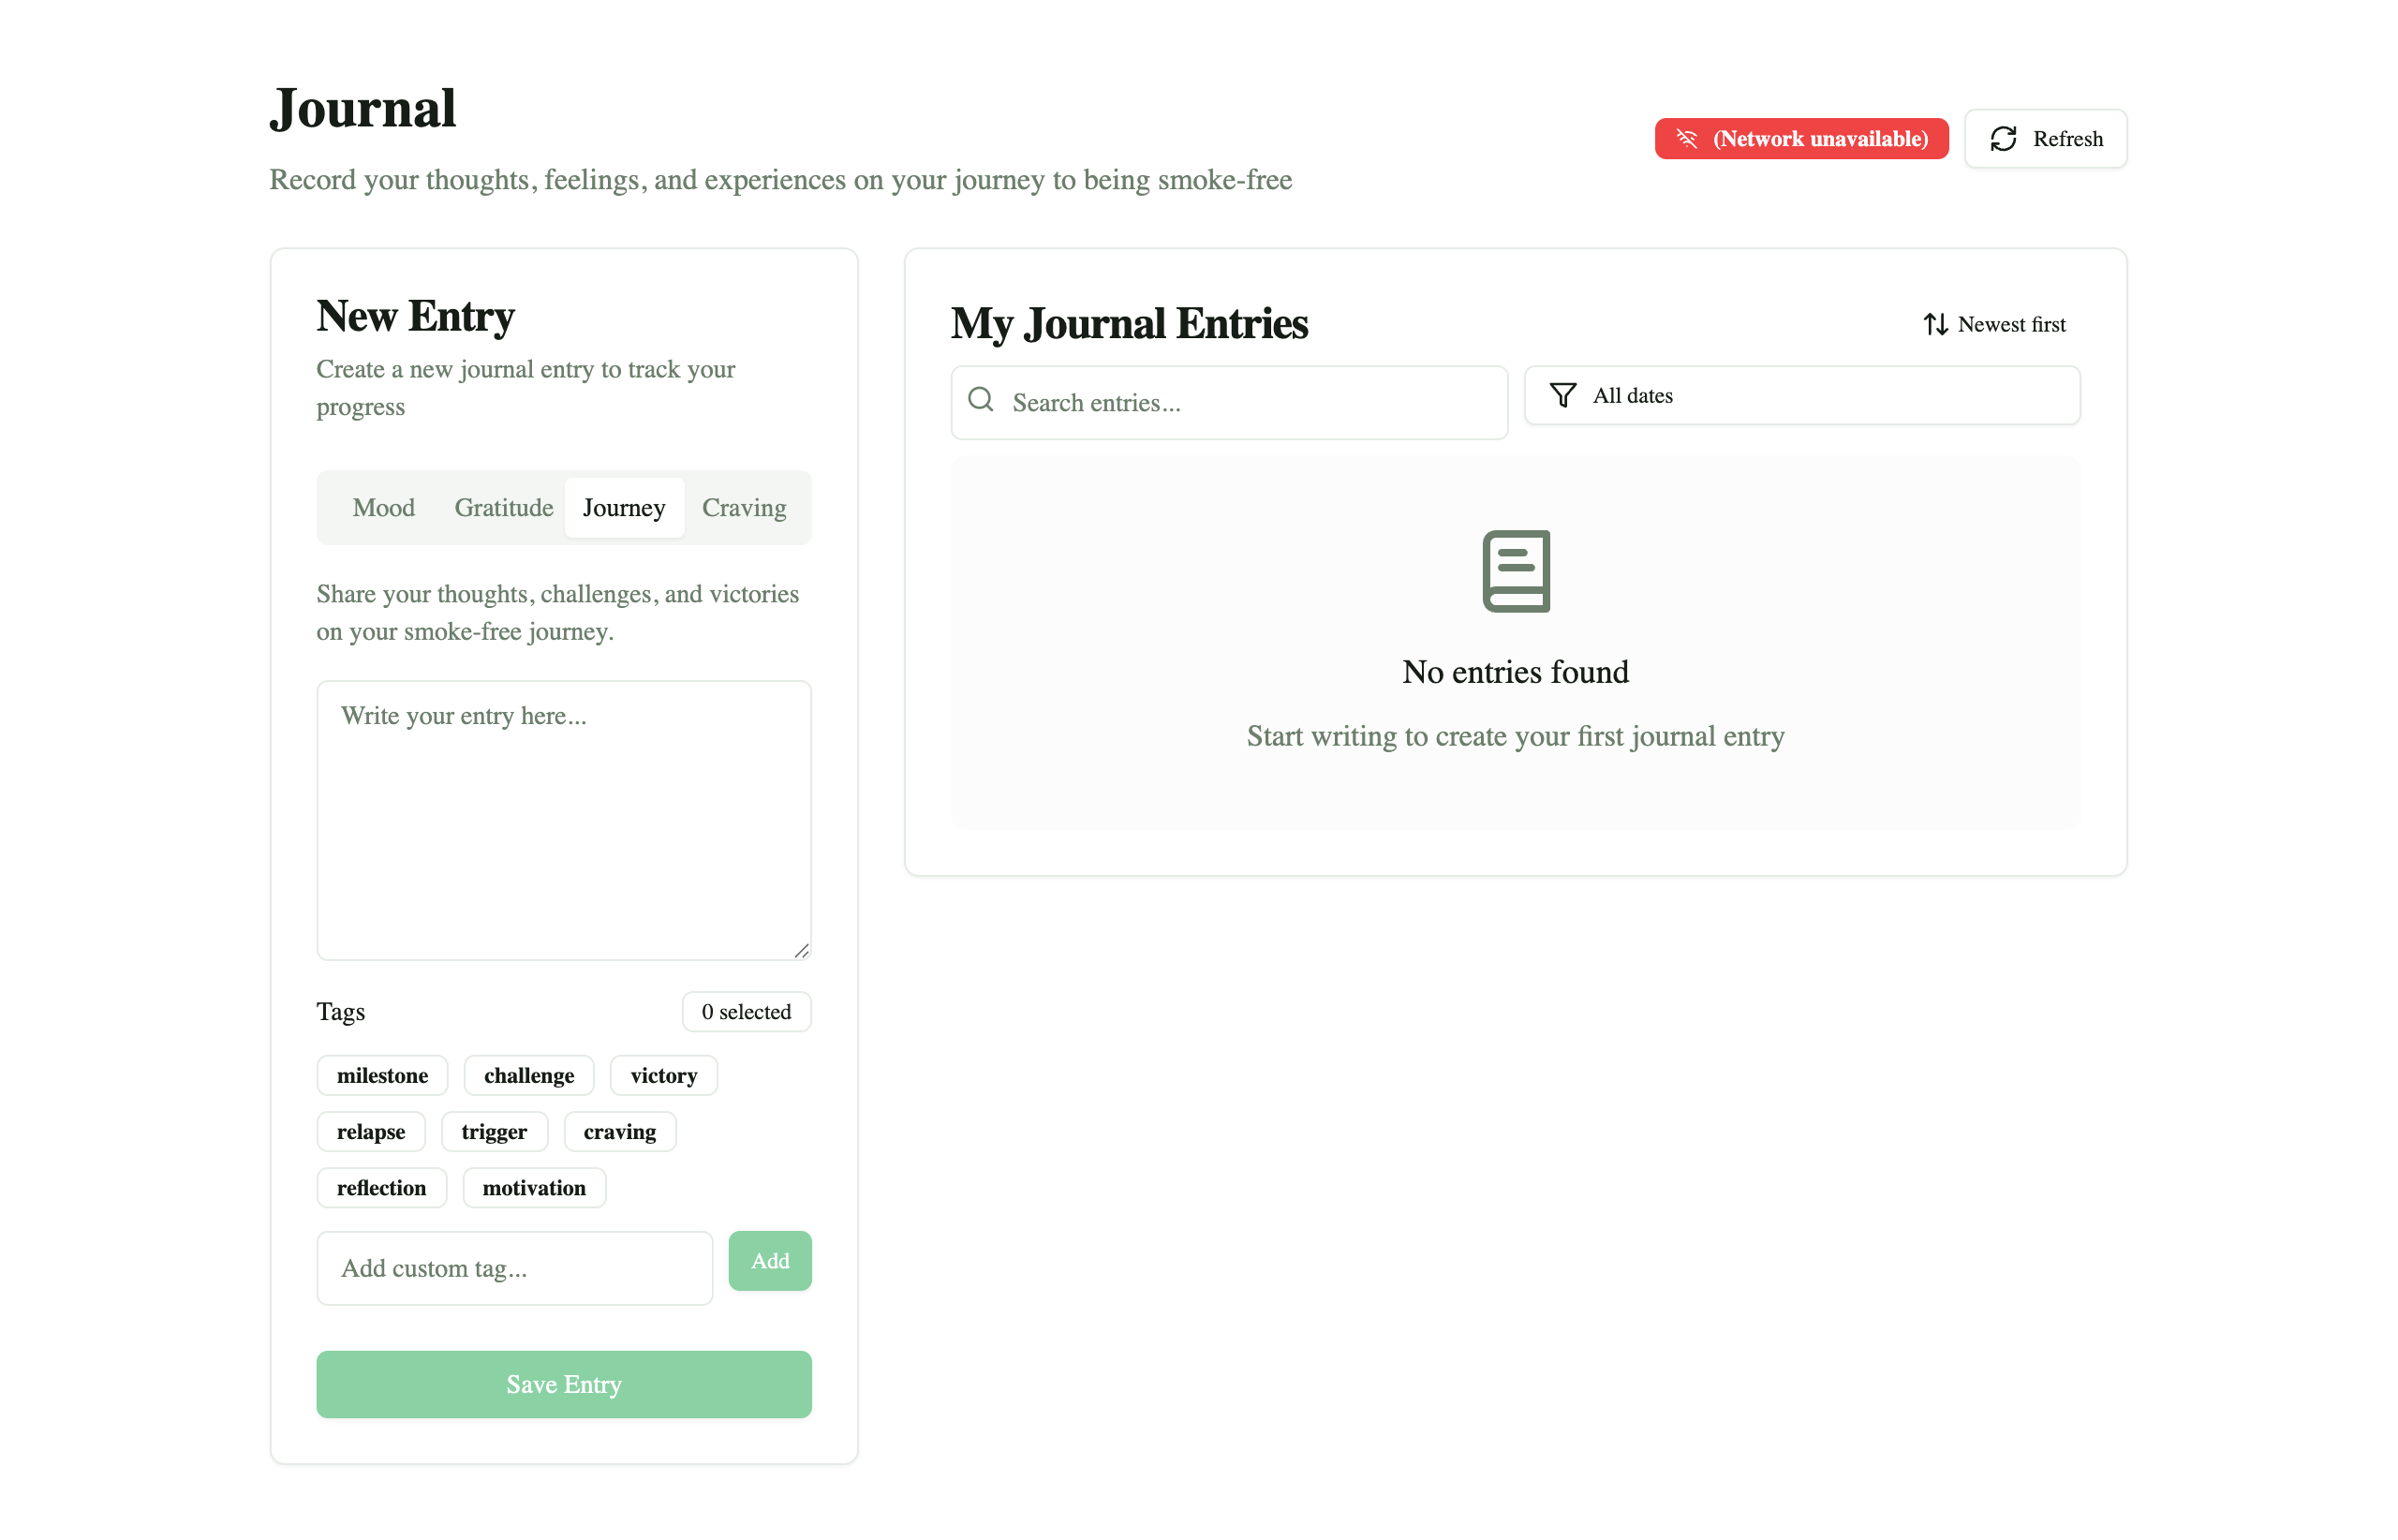 Journal
Record your thoughts, feelings, and experiences on your journey to being smoke-free
(Network unavailable)
Refresh
New Entry
Create a new journal entry to track your
progress
Mood
Gratitude
Journey
Craving
Share your thoughts, challenges, and victories
on your smoke-free journey.
Write your entry here...
Tags
0 selected
milestone
challenge
victory
relapse
trigger
craving
reflection
motivation
Add custom tag...
Add
Save Entry
My Journal Entries
Newest first
Search entries...
All dates
No entries found
Start writing to create your first journal entry